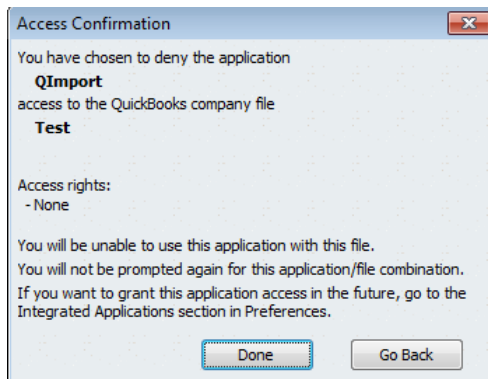 Access Confirmation
You have chosen to deny the application
QImport
access to the QuickBooks company file
Test
Access rights:
- None
You will be unable to use this application with this file.
You will not be prompted again for this application/file combination.
If you want to grant this application access in the future, go to the
Integrated Applications section in Preferences.
Done
Go Back